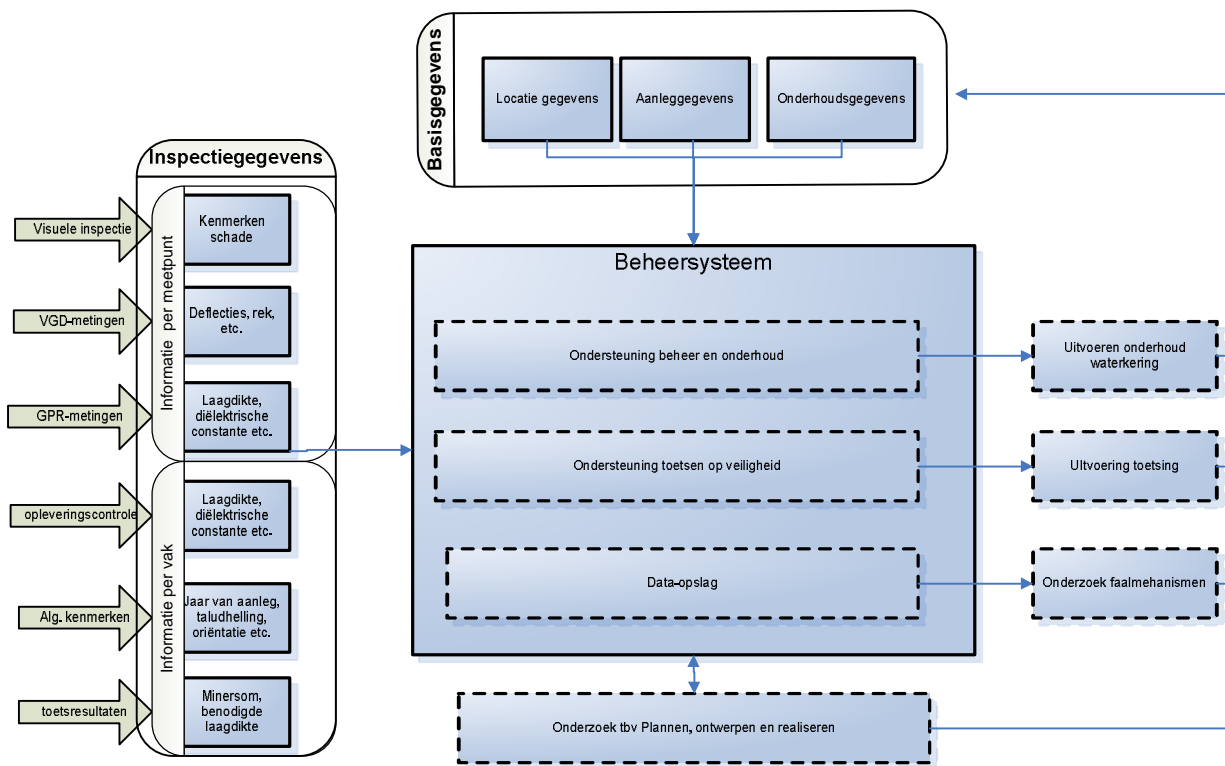 Basisgegevens
Locatie gegevens
Aanleggegevens
Onderhoudsgegevens
Inspectiegegevens
Informatie per meetpunt
Visuele inspectie
Kenmerken
schade
VGD-metingen
Deflecties, rek,
etc.
GPR-metingen
Laagdikte,
diëlektrische
constante etc.
Informatie per vak
opleveringscontrole
Laagdikte,
diëlektrische
constante etc.
Alg. kenmerken
Jaar van aanleg,
taludhelling,
oriëntatie etc.
toetsresultaten
Minersom,
benodigde
laagdikte
Beheersysteem
Ondersteuning beheer en onderhoud
Uitvoeren onderhoud
waterkering
Ondersteuning toetsen op veiligheid
UItvoering toetsing
Data-opslag
Onderzoek faalmehanismen
Onderzoek tbv Plannen, ontwerpen en realiseren